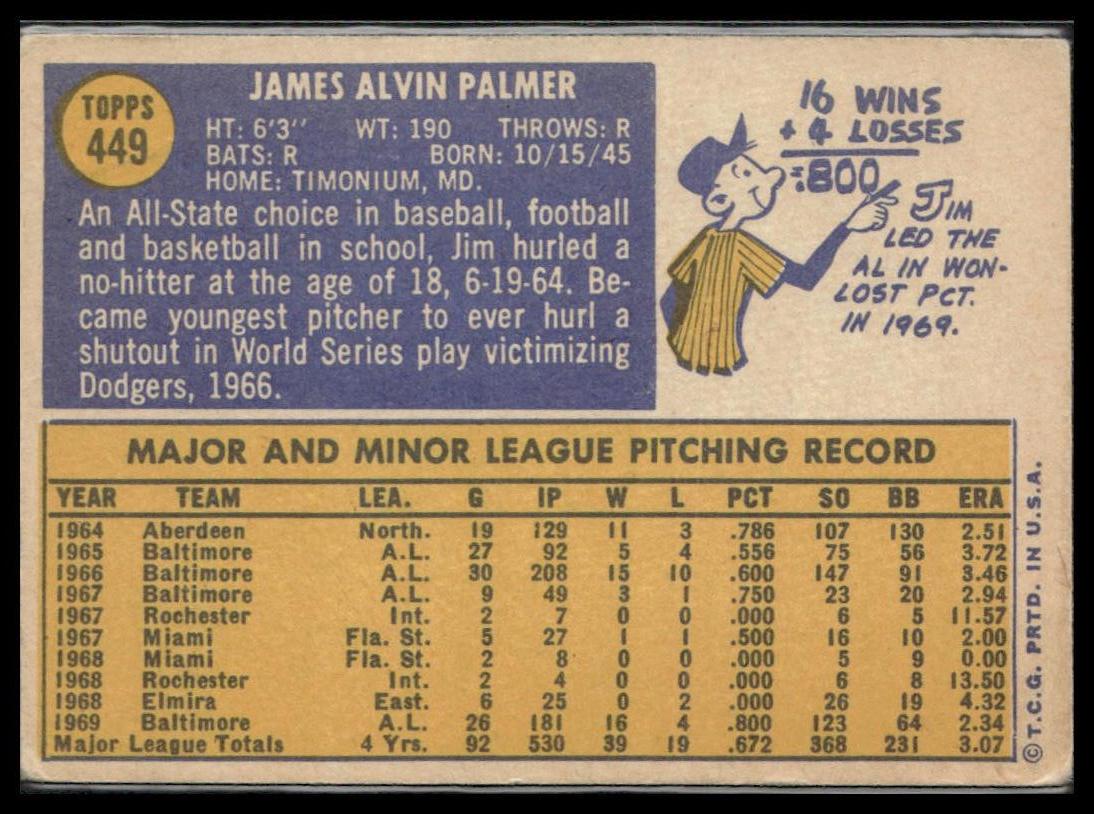 TOPPS
449
JAMES ALVIN PALMER
HT: 6'3'' WT: 190 THROWS: R
BATS: R BORN: 10/15/45
HOME: TIMONIUM, MD.
An All-State choice in baseball, football
and basketball in school, Jim hurled a
no-hitter at the age of 18, 6-19-64. Be-
came youngest pitcher to ever hurl a
shutout in World Series play victimizing
Dodgers, 1966.
16 WINS
+ 4 LOSSES
=.800
JIM
LED THE
AL IN WON-
LOST PCT.
IN 1969.
MAJOR AND MINOR LEAGUE PITCHING RECORD
YEAR TEAM LEA. G IP W L PCT SO BB ERA
1964 Aberdeen North. 19 129 11 3 .786 107 130 2.51
1965 Baltimore A.L. 27 92 5 4 .556 75 56 3.72
1966 Baltimore A.L. 30 208 15 10 .600 147 91 3.46
1967 Baltimore A.L. 9 49 3 1 .750 23 20 2.94
1967 Rochester Int. 2 7 0 0 .000 6 5 11.57
1967 Miami Fla. St. 5 27 1 1 .500 16 10 2.00
1968 Miami Fla. St. 2 8 0 0 .000 5 9 0.00
1968 Rochester Int. 2 4 0 0 .000 6 8 13.50
1968 Elmira East. 6 25 0 2 .000 26 19 4.32
1969 Baltimore A.L. 26 181 16 4 .800 123 64 2.34
Major League Totals 4 Yrs. 92 530 39 19 .672 368 231 3.07
©T.C.G. PRTD. IN U.S.A.